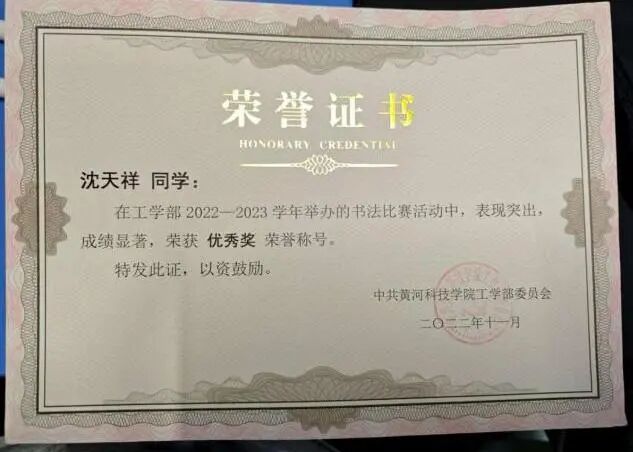 荣誉证书
HONORARY CREDENTIAL
沈天祥 同学：
在工学部 2022—2023 学年举办的书法比赛活动中，表现突出，
成绩显著，荣获 优秀奖 荣誉称号。
特发此证，以资鼓励。
中共黄河科技学院工学部委员会
二〇二二年十一月